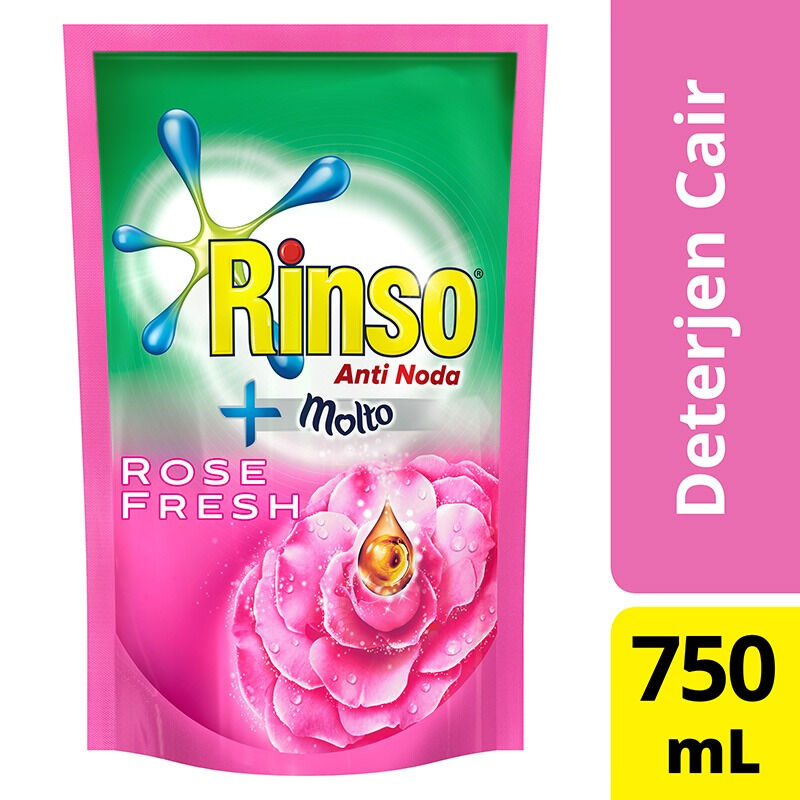 Rinso®
Anti Noda
+ Molto
ROSE
FRESH
Deterjen Cair
750
mL